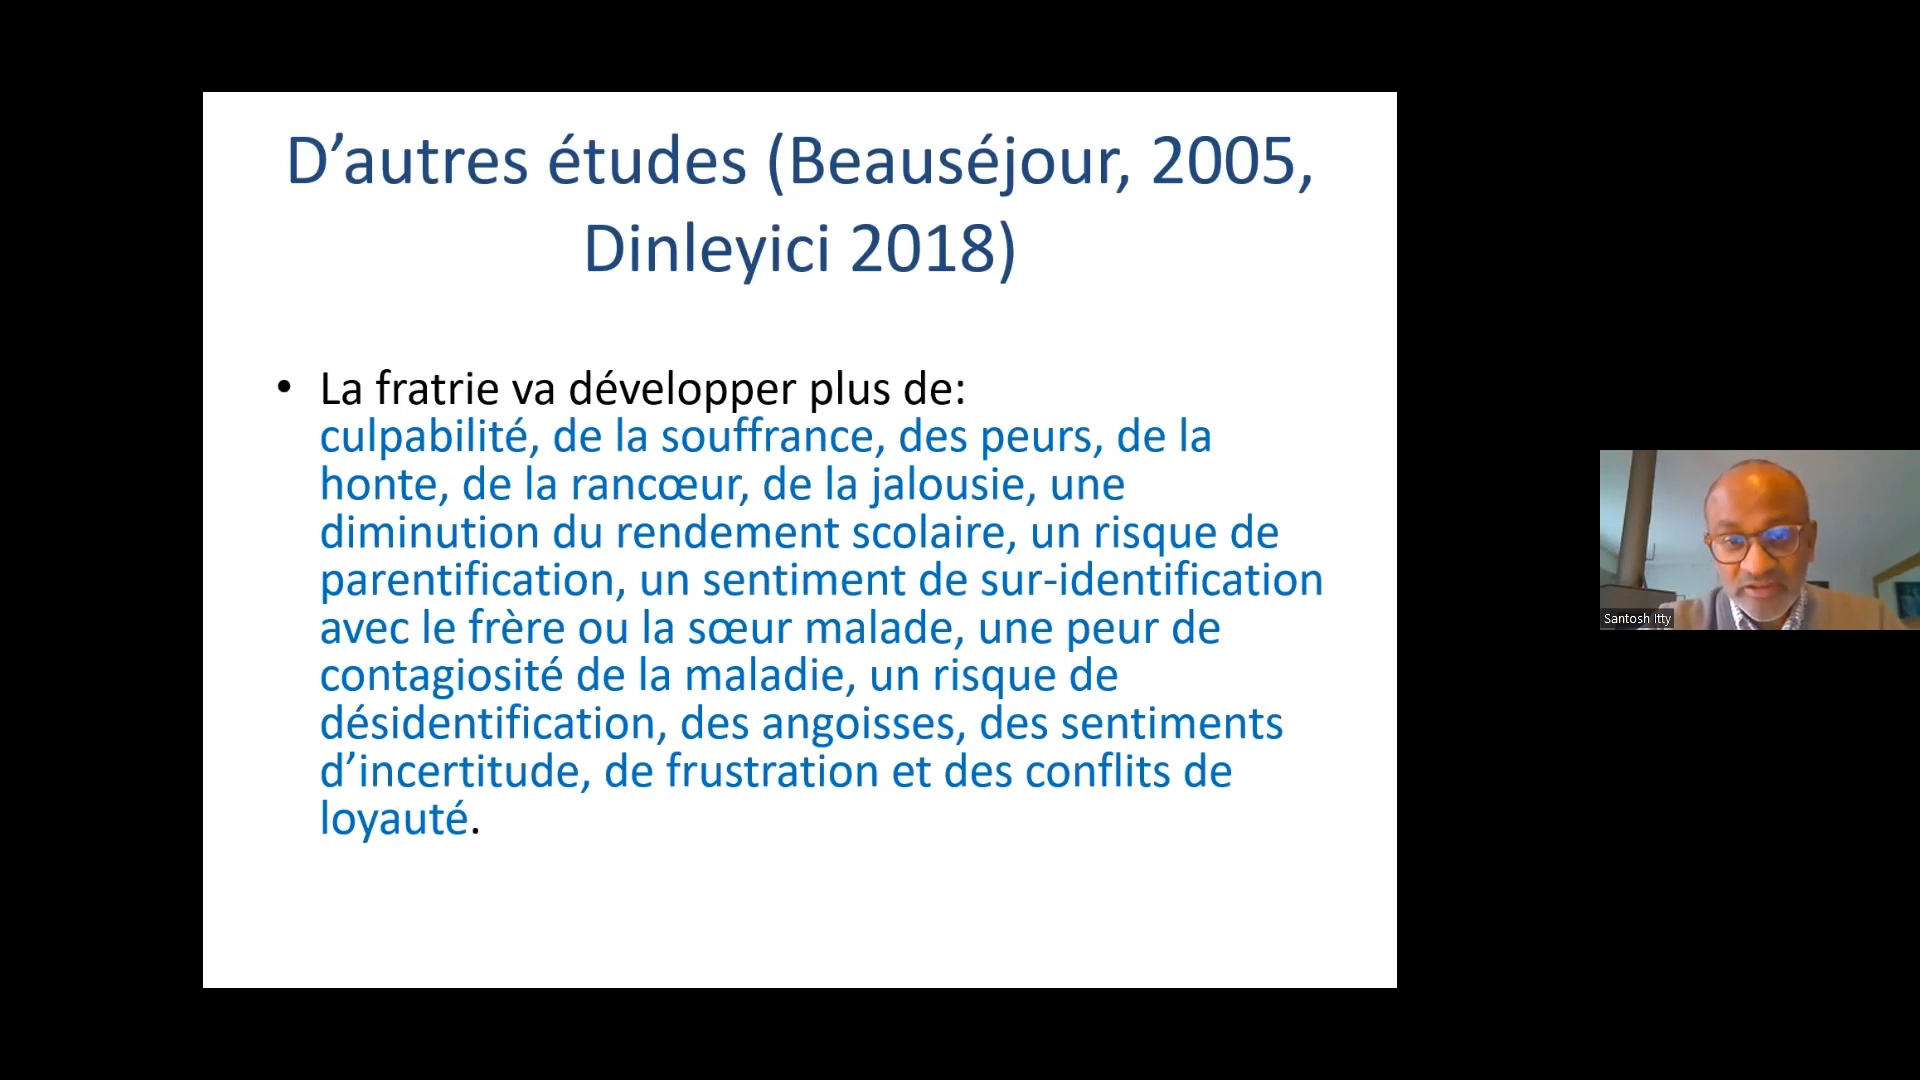 D’autres études (Beauséjour, 2005,
Dinleyici 2018)
• La fratrie va développer plus de:
culpabilité, de la souffrance, des peurs, de la
honte, de la rancœur, de la jalousie, une
diminution du rendement scolaire, un risque de
parentification, un sentiment de sur-identification
avec le frère ou la sœur malade, une peur de
contagiosité de la maladie, un risque de
désidentification, des angoisses, des sentiments
d’incertitude, de frustration et des conflits de
loyauté.
Santosh Itty